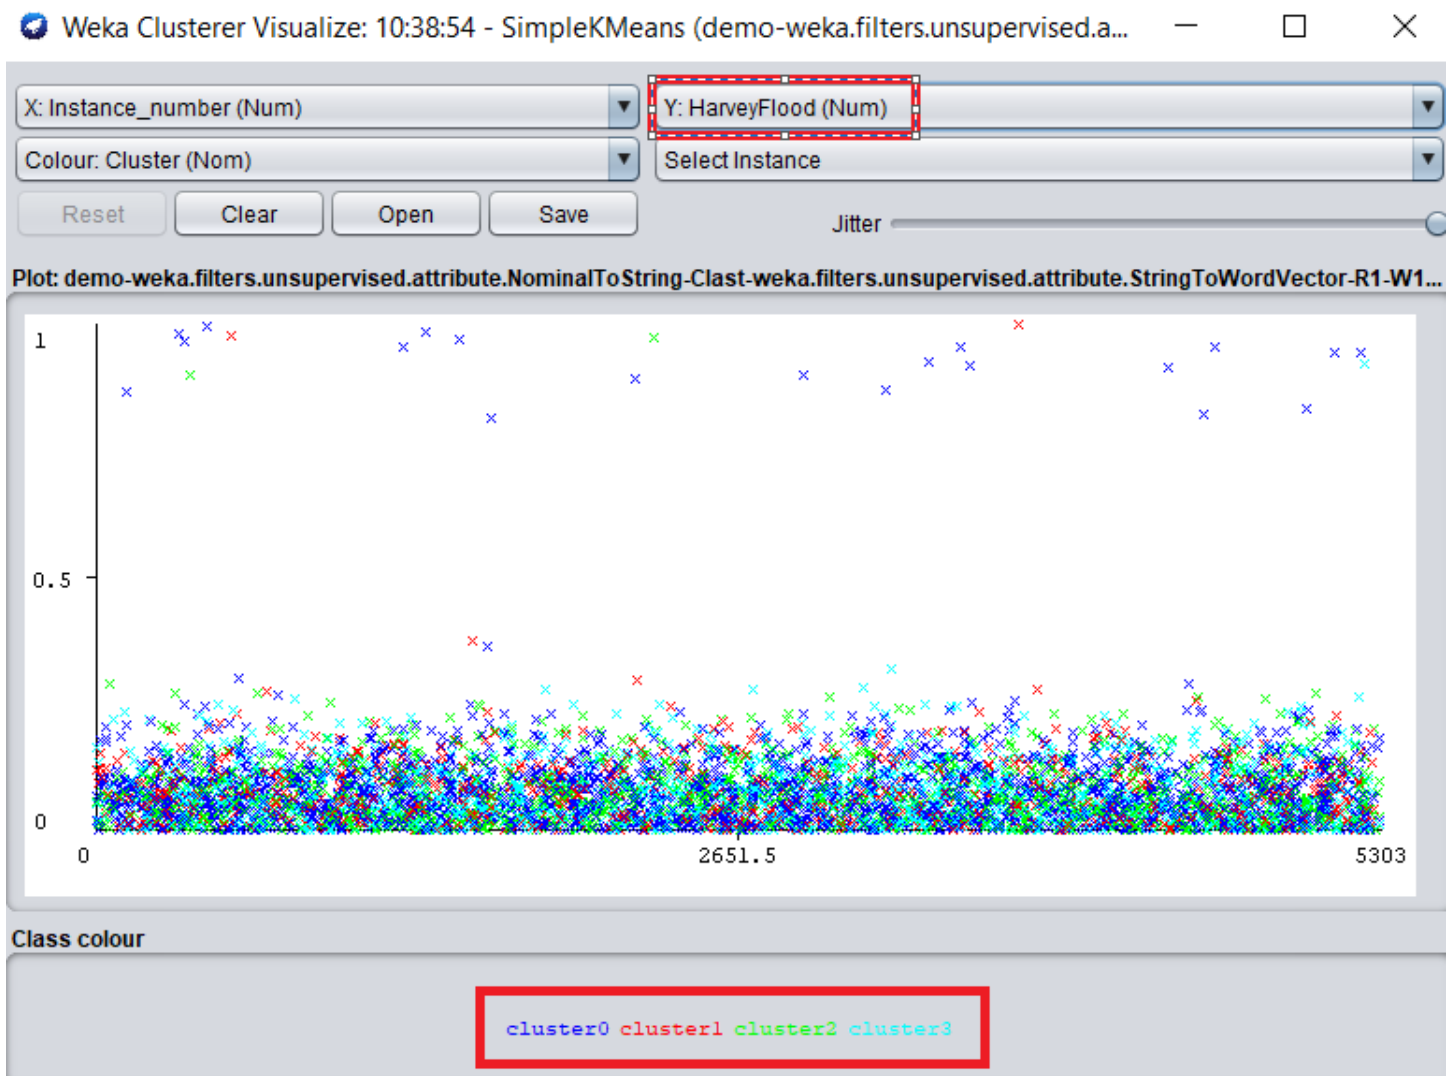 Weka Clusterer Visualize: 10:38:54 - SimpleKMeans (demo-weka.filters.unsupervised.a...
X: Instance_number (Num) Y: HarveyFlood (Num)
Colour: Cluster (Nom) Select Instance
Reset Clear Open Save Jitter
Plot: demo-weka.filters.unsupervised.attribute.NominalToString-Clast-weka.filters.unsupervised.attribute.StringToWordVector-R1-W1...
1
0.5
0
0 2651.5 5303
Class colour
cluster0 cluster1 cluster2 cluster3